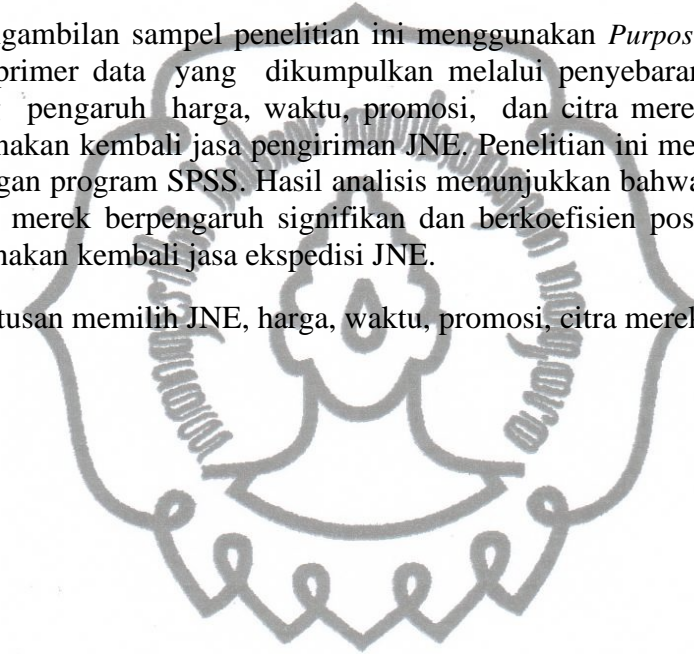 ngambilan sampel penelitian ini menggunakan Purpos
primer data yang dikumpulkan melalui penyebaran
pengaruh harga, waktu, promosi, dan citra mere
nakan kembali jasa pengiriman JNE. Penelitian ini me
gan program SPSS. Hasil analisis menunjukkan bahwa
merek berpengaruh signifikan dan berkoefisien pos
nakan kembali jasa ekspedisi JNE.
tusan memilih JNE, harga, waktu, promosi, citra merek